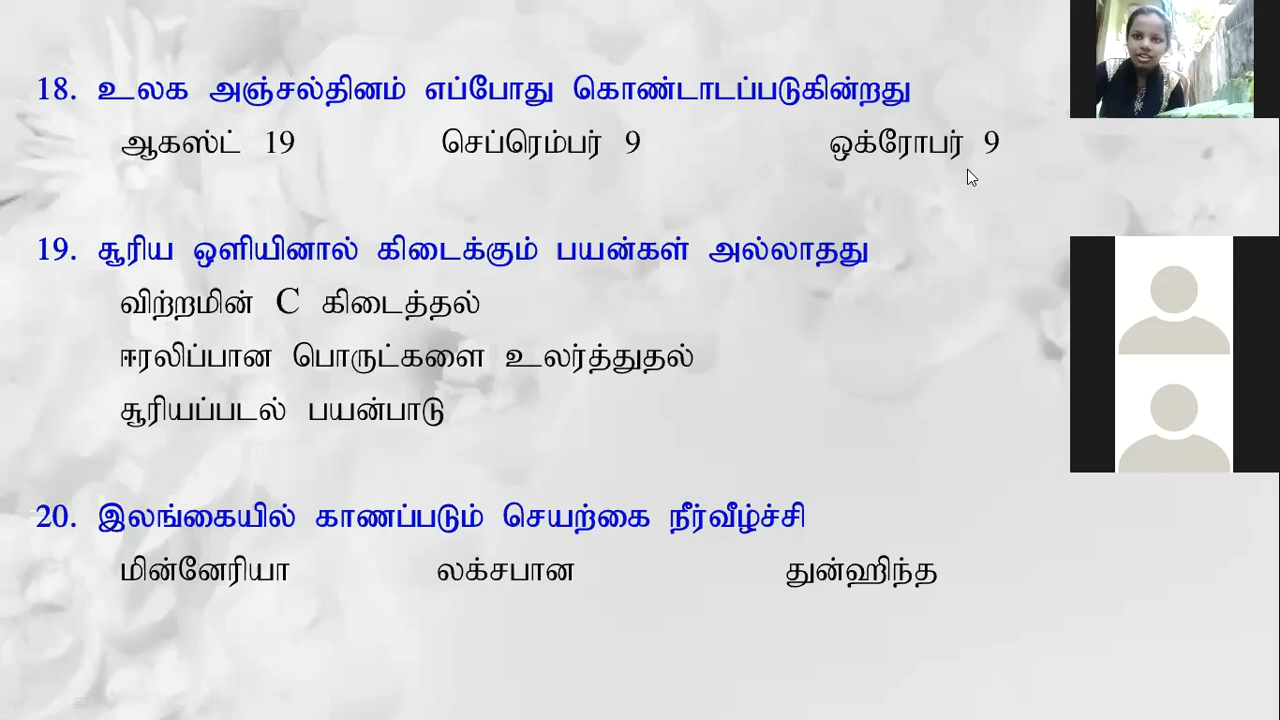 18. உலக அஞ்சல்தினம் எப்போது கொண்டாடப்படுகின்றது
ஆகஸ்ட் 19 செப்ரெம்பர் 9 ஒக்ரோபர் 9
19. சூரிய ஒளியினால் கிடைக்கும் பயன்கள் அல்லாதது
விற்றமின் C கிடைத்தல்
ஈரலிப்பான பொருட்களை உலர்த்துதல்
சூரியப்படல் பயன்பாடு
20. இலங்கையில் காணப்படும் செயற்கை நீர்வீழ்ச்சி
மின்னேரியா லக்சபான துன்ஹிந்த